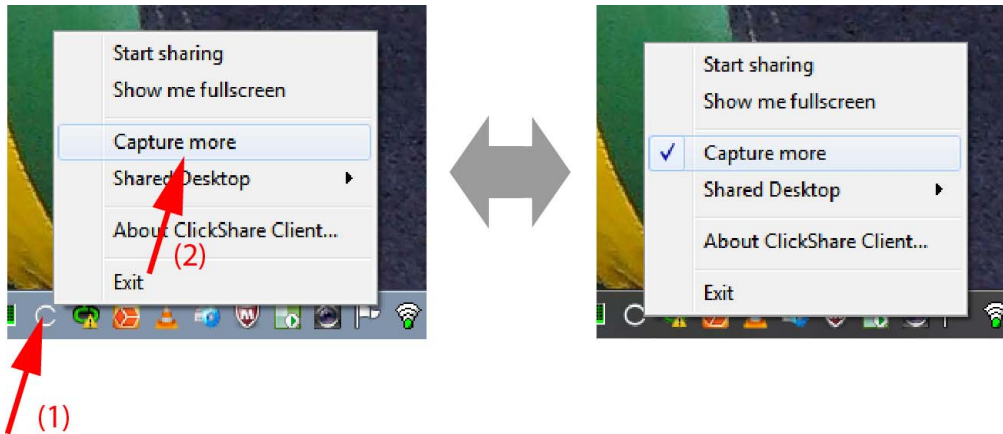 Start sharing
Show me fullscreen
Capture more
Shared Desktop
About ClickShare Client...
(2)
Exit
(1)
Start sharing
Show me fullscreen
Capture more
Shared Desktop
About ClickShare Client...
Exit